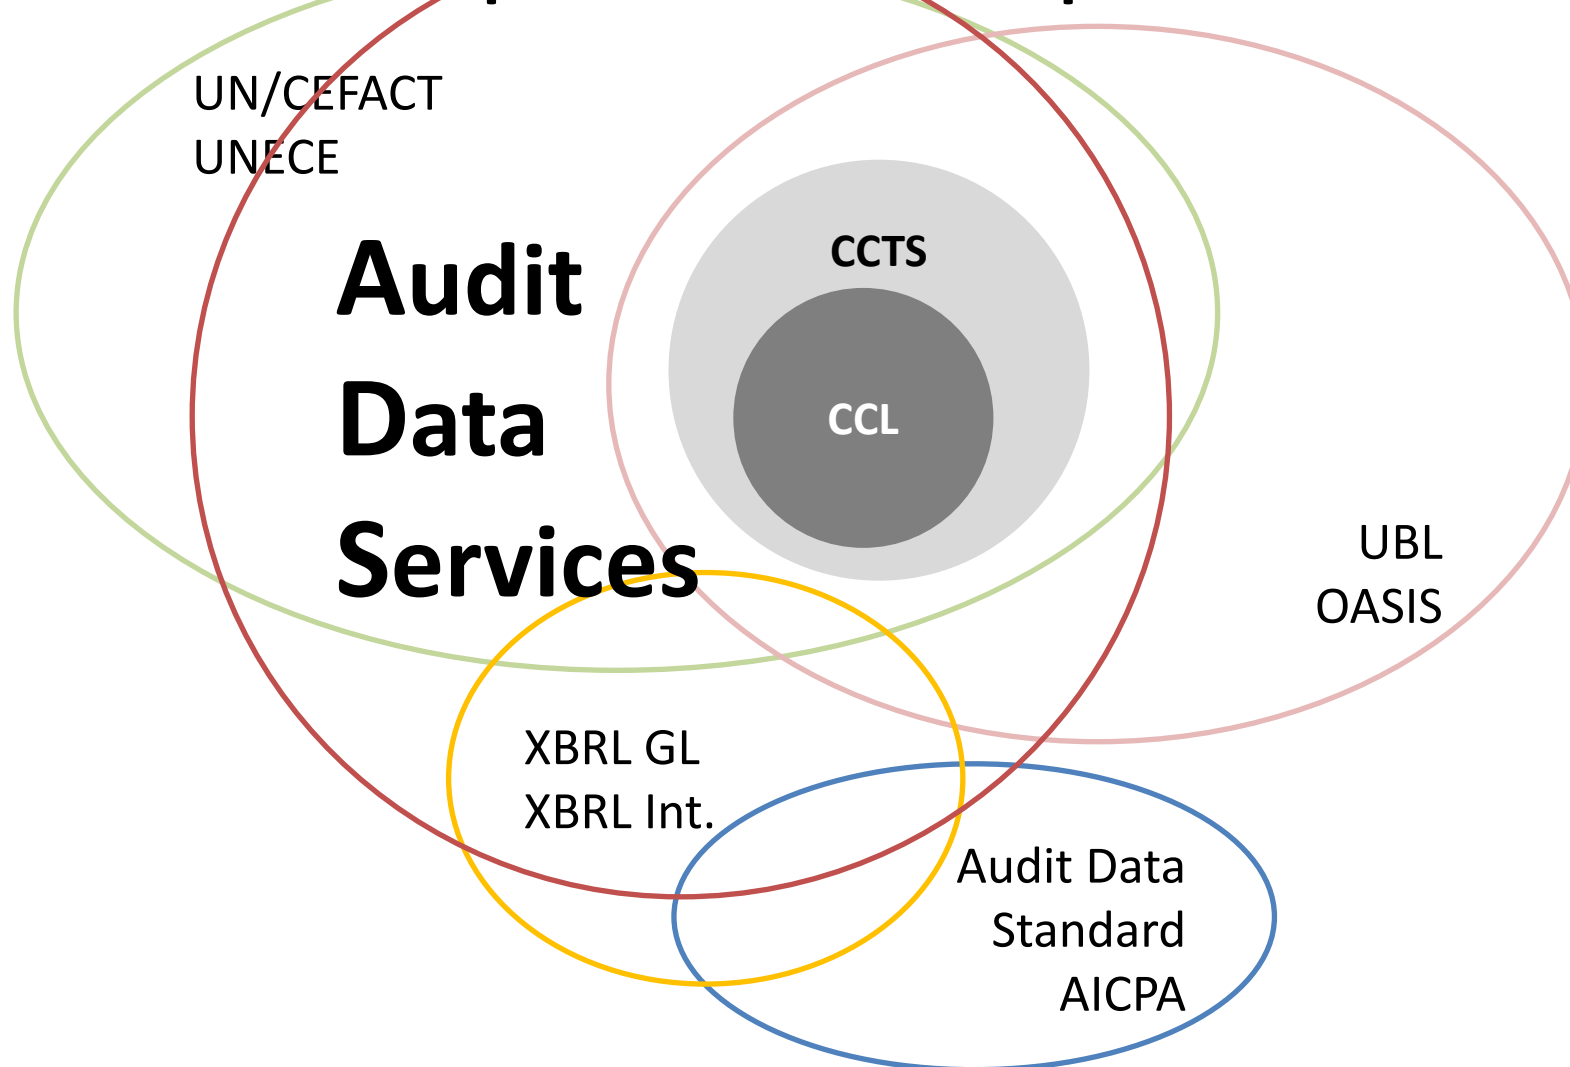 UN/CEFACT
UNECE
Audit
Data
Services
CCTS
CCL
UBL
OASIS
XBRL GL
XBRL Int.
Audit Data
Standard
AICPA